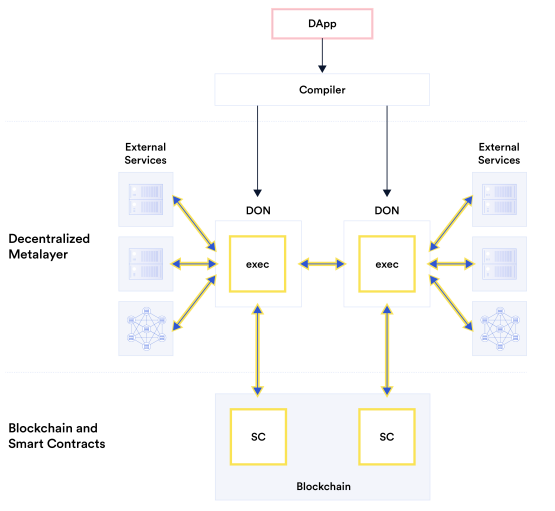 DApp
Compiler
External
Services
External
Services
DON
DON
Decentralized
Metalayer
exec
exec
Blockchain and
Smart Contracts
SC
SC
Blockchain